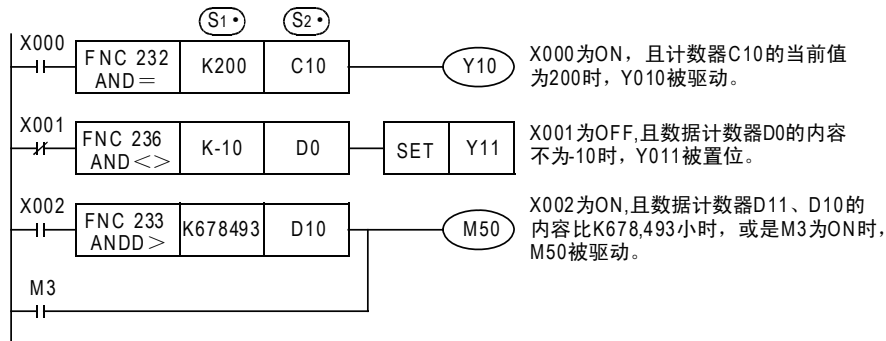 S1• S2•
X000
FNC 232 K200 C10 Y10
AND＝
X000为ON，且计数器C10的当前值
为200时，Y010被驱动。
X001
FNC 236 K-10 D0 SET Y11
AND＜＞
X001为OFF,且数据计数器D0的内容
不为-10时，Y011被置位。
X002
FNC 233 K678493 D10 M50
ANDD＞
X002为ON,且数据计数器D11、D10的
内容比K678,493小时，或是M3为ON时，
M50被驱动。
M3